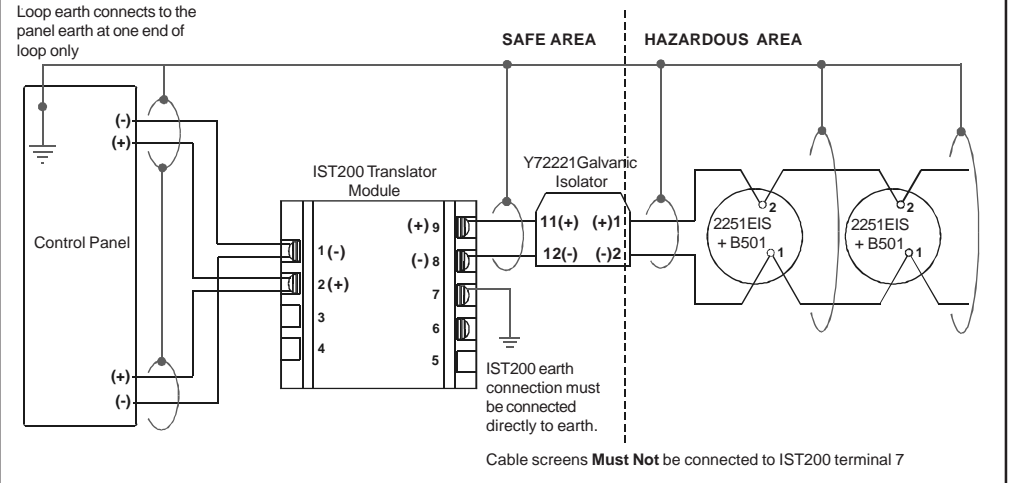 Loop earth connects to the
panel earth at one end of
loop only
SAFE AREA
HAZARDOUS AREA
(-)
(+)
Control Panel
(+)
(-)
IST200 Translator
Module
1(-)
2(+)
3
4
(+) 9
(-) 8
7
6
5
Y72221Galvanic
Isolator
11(+) (+)1
12(-) (-)2
2
2251EIS
+ B501
1
2
2251EIS
+ B501
1
IST200 earth
connection must
be connected
directly to earth.
Cable screens Must Not be connected to IST200 terminal 7